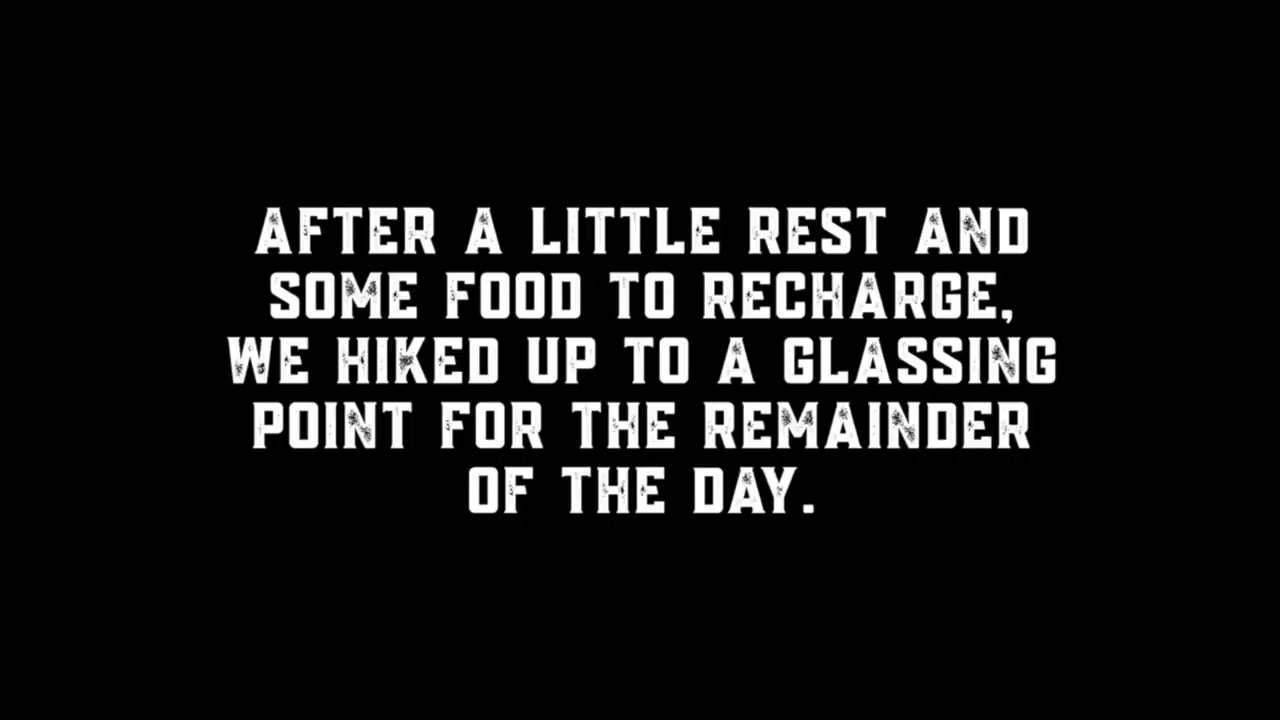 AFTER A LITTLE REST AND
SOME FOOD TO RECHARGE,
WE HIKED UP TO A GLASSING
POINT FOR THE REMAINDER
OF THE DAY.